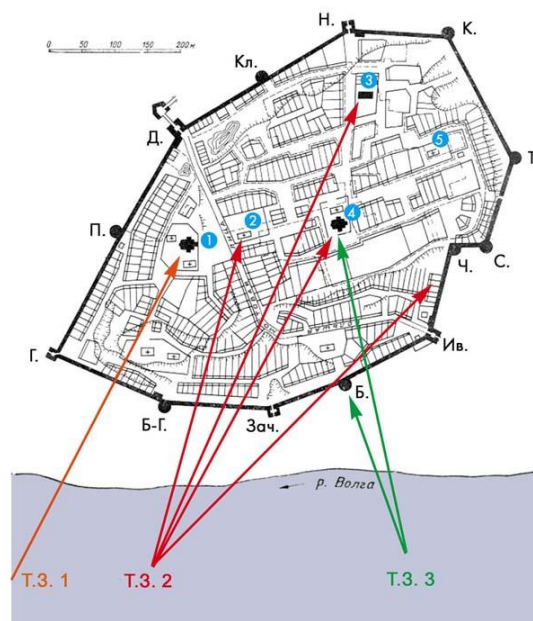 Н.
К.
0 50 100 150 200 м
Кл.
3
Д.
5
Т
2
4
П.
1
Ч.
С.
Г.
Ив.
Б-Г.
Зач.
Б.
р. Волга
Т.З. 1
Т.З. 2
Т.З. 3